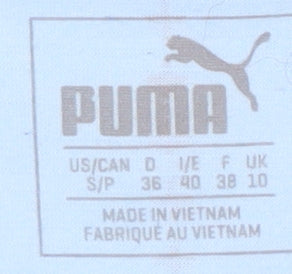 PUMA
US/CAN D I/E F UK
S/P 36 40 38 10
MADE IN VIETNAM
FABRIQUÉ AU VIETNAM